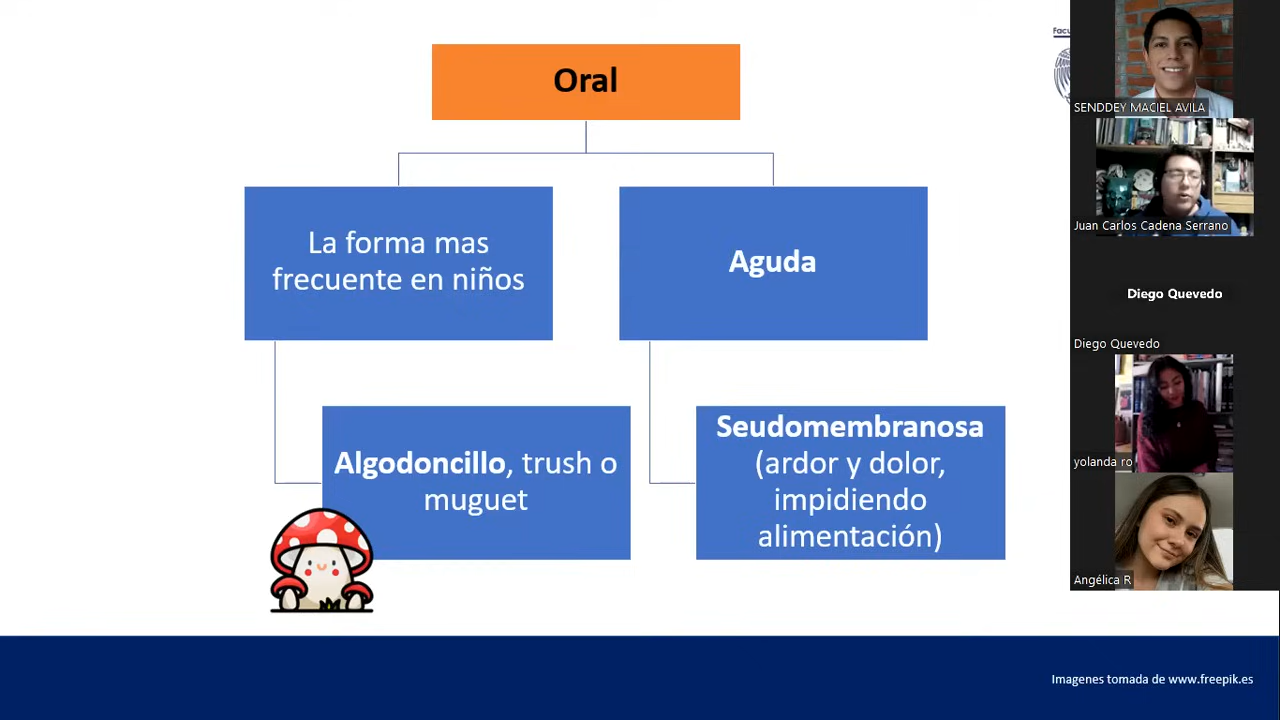 Oral
La forma mas
frecuente en niños
Aguda
Algodoncillo, trush o
muguet
Seudomembranosa
(ardor y dolor,
impidiendo
alimentación)
Imagenes tomada de www.freepik.es
Facu
SENDDEY MACIEL AVILA
Juan Carlos Cadena Serrano
Diego Quevedo
Diego Quevedo
yolanda ro
Angélica R